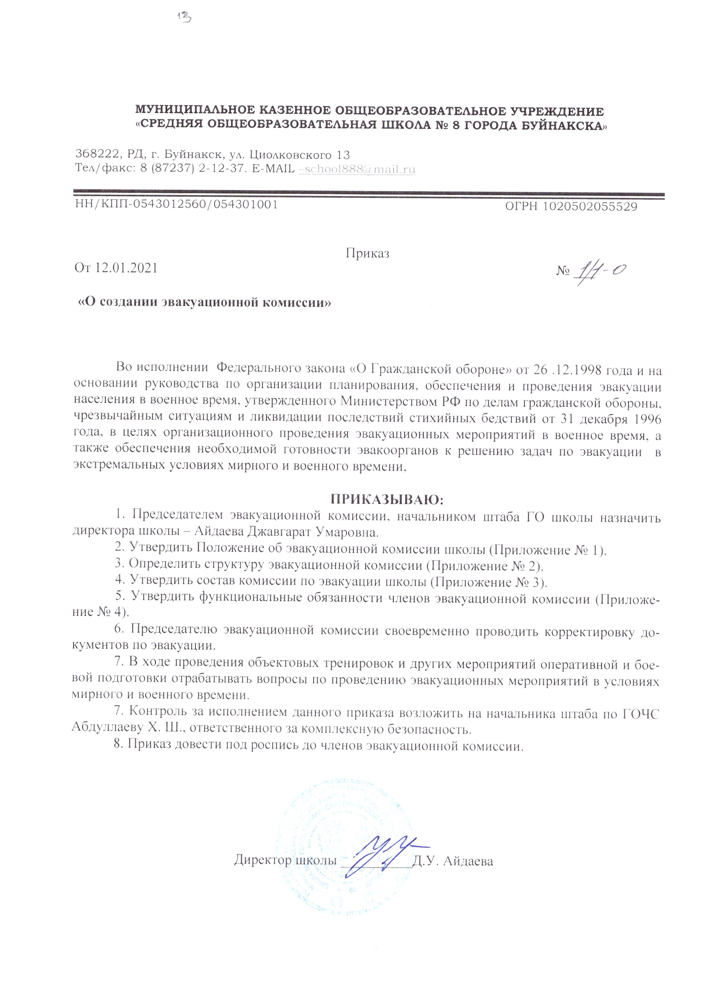 13
МУНИЦИПАЛЬНОЕ КАЗЕННОЕ ОБЩЕОБРАЗОВАТЕЛЬНОЕ УЧРЕЖДЕНИЕ
«СРЕДНЯЯ ОБЩЕОБРАЗОВАТЕЛЬНАЯ ШКОЛА № 8 ГОРОДА БУЙНАКСКА»
368222, РД, г. Буйнакск, ул. Циолковского 13
Тел/факс: 8 (87237) 2-12-37. E-MAIL –school888@mail.ru
НН/КПП-0543012560/054301001 ОГРН 1020502055529
Приказ
От 12.01.2021 № 1/1-О
«О создании эвакуационной комиссии»
Во исполнении Федерального закона «О Гражданской обороне» от 26 .12.1998 года и на
основании руководства по организации планирования, обеспечения и проведения эвакуации
населения в военное время, утвержденного Министерством РФ по делам гражданской обороны,
чрезвычайным ситуациям и ликвидации последствий стихийных бедствий от 31 декабря 1996
года, в целях организационного проведения эвакуационных мероприятий в военное время, а
также обеспечения необходимой готовности эвакоорганов к решению задач по эвакуации в
экстремальных условиях мирного и военного времени,
ПРИКАЗЫВАЮ:
1. Председателем эвакуационной комиссии, начальником штаба ГО школы назначить
директора школы – Айдаева Джавгарат Умаровна.
2. Утвердить Положение об эвакуационной комиссии школы (Приложение № 1).
3. Определить структуру эвакуационной комиссии (Приложение № 2).
4. Утвердить состав комиссии по эвакуации школы (Приложение № 3).
5. Утвердить функциональные обязанности членов эвакуационной комиссии (Приложе-
ние № 4).
6. Председателю эвакуационной комиссии своевременно проводить корректировку до-
кументов по эвакуации.
7. В ходе проведения объектовых тренировок и других мероприятий оперативной и бое-
вой подготовки отрабатывать вопросы по проведению эвакуационных мероприятий в условиях
мирного и военного времени.
7. Контроль за исполнением данного приказа возложить на начальника штаба по ГОЧС
Абдуллаеву Х. Ш., ответственного за комплексную безопасность.
8. Приказ довести под роспись до членов эвакуационной комиссии.
Директор школы Д.У. Айдаева